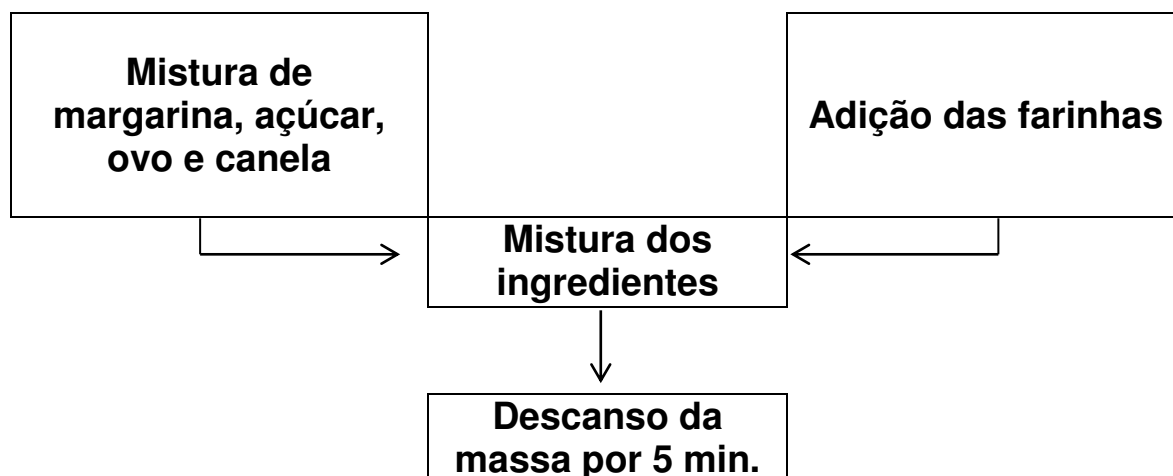 Mistura de
margarina, açúcar,
ovo e canela
Adição das farinhas
Mistura dos
ingredientes
Descanso da
massa por 5 min.